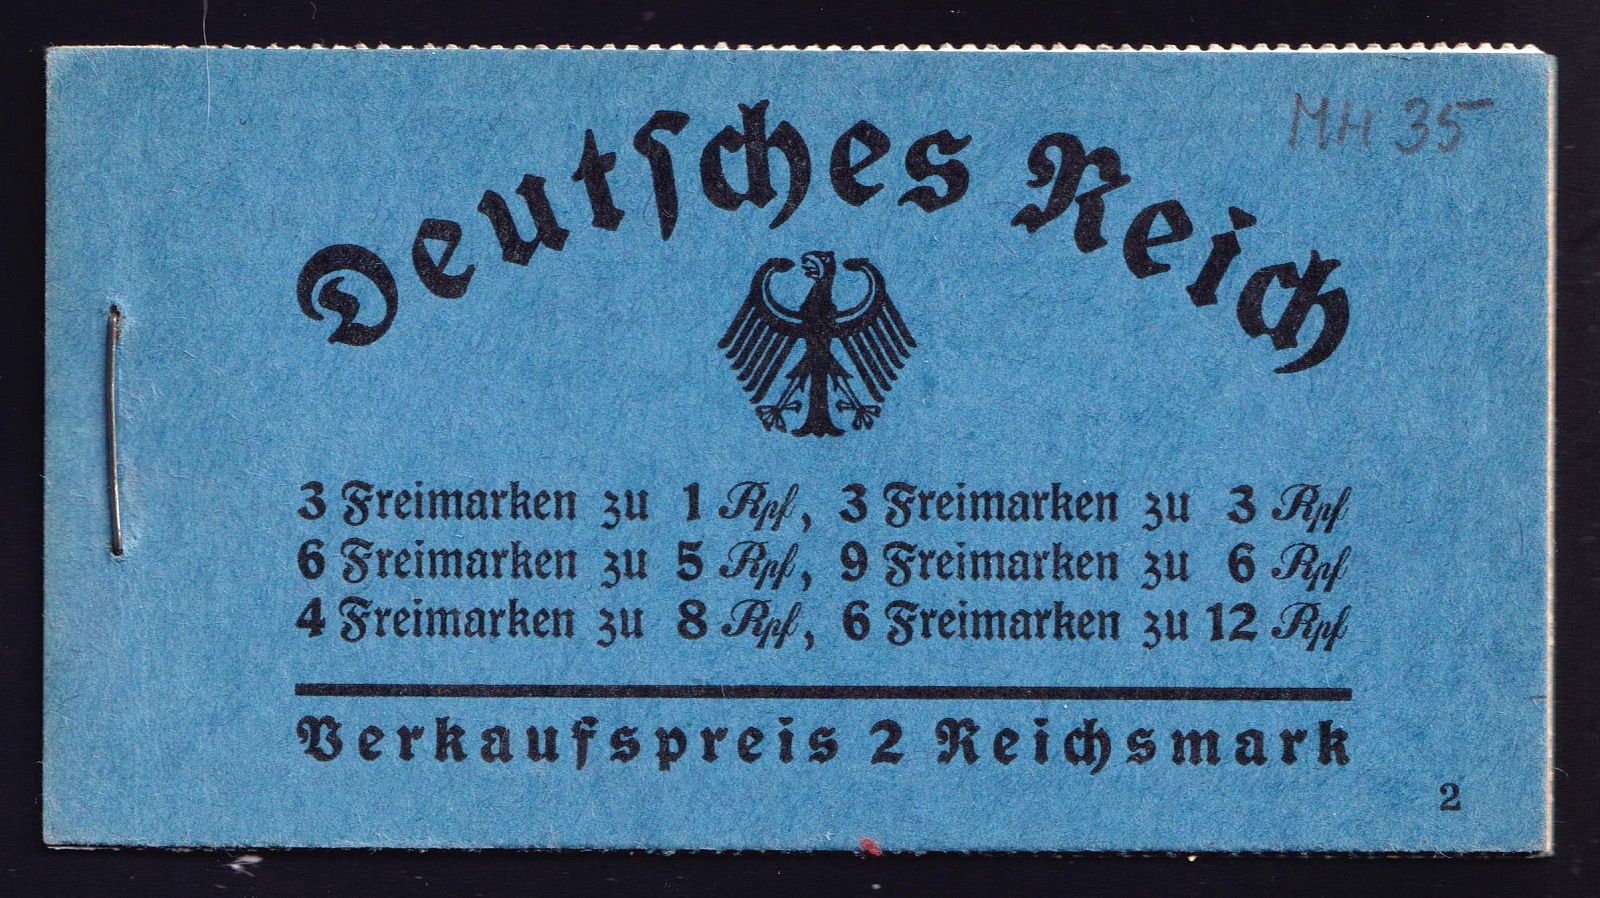 MH 35
Deutſches Reich
3 Freimarken zu 1 Rpf, 3 Freimarken zu 3 Rpf
6 Freimarken zu 5 Rpf, 9 Freimarken zu 6 Rpf
4 Freimarken zu 8 Rpf, 6 Freimarken zu 12 Rpf
Verkaufspreis 2 Reichsmark
2